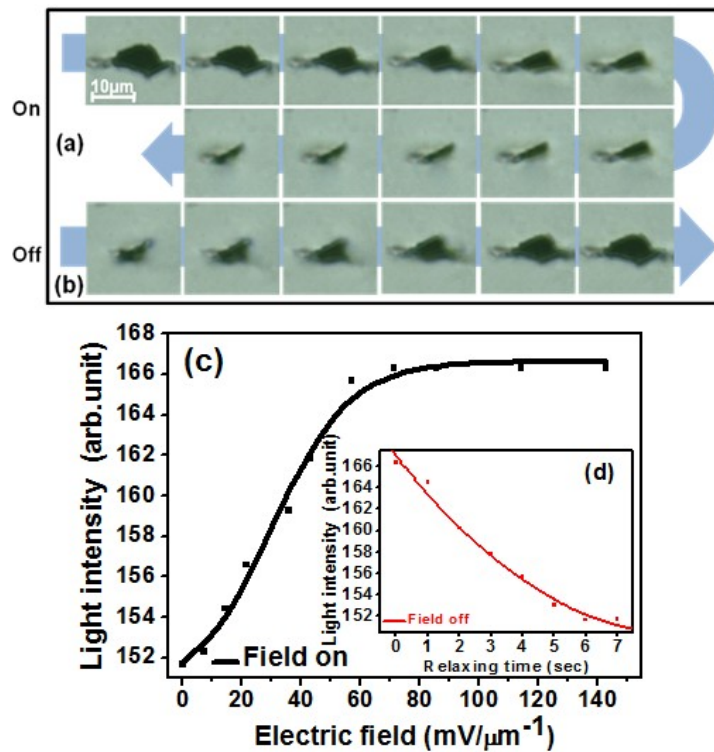 On
10μm
(a)
Off
(b)
(c)
168
166
164
162
160
158
156
154
152
Light intensity (arb.unit)
Field on
0 20 40 60 80 100 120 140
Electric field (mV/μm⁻¹)
(d)
166
164
162
160
158
156
154
152
Light intensity (arb.unit)
Field off
0 1 2 3 4 5 6 7
Relaxing time (sec)